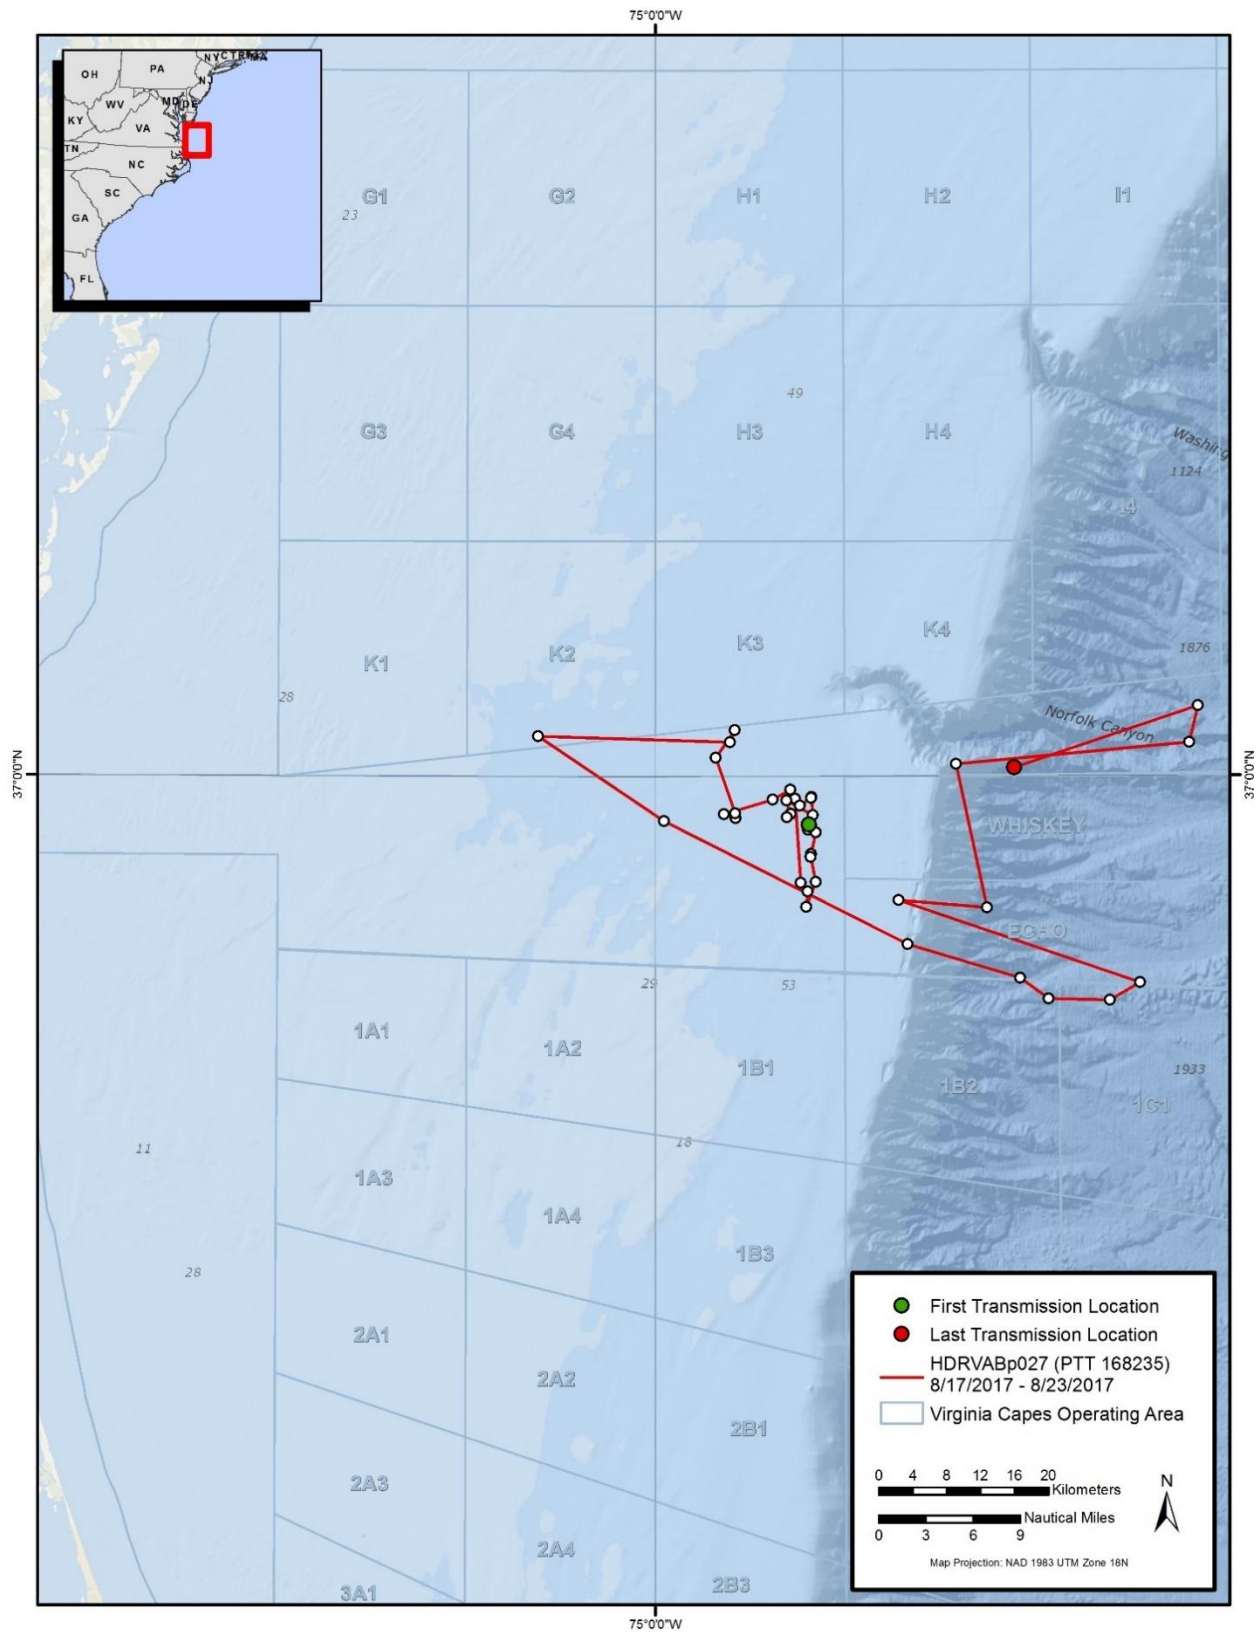 75°0'0"W
NY CT RI MA
OH
PA
NJ
WV
MD DE
KY
VA
TN
NC
SC
GA
FL
G1
G2
H1
H2
I1
23
49
G3
G4
H3
H4
Washing
1124
I4
K1
K2
K3
K4
1876
28
Norfolk Canyon
37°0'0"N
37°0'0"N
WHISKEY
ECHO
29
53
1A1
1A2
1B1
1B2
1933
1C1
11
18
1A3
1A4
1B3
28
2A1
2A2
2B1
2A3
2A4
2B3
3A1
First Transmission Location
Last Transmission Location
HDRVABp027 (PTT 168235)
8/17/2017 - 8/23/2017
Virginia Capes Operating Area
0 4 8 12 16 20
Kilometers
N
Nautical Miles
0 3 6 9
Map Projection: NAD 1983 UTM Zone 18N
75°0'0"W